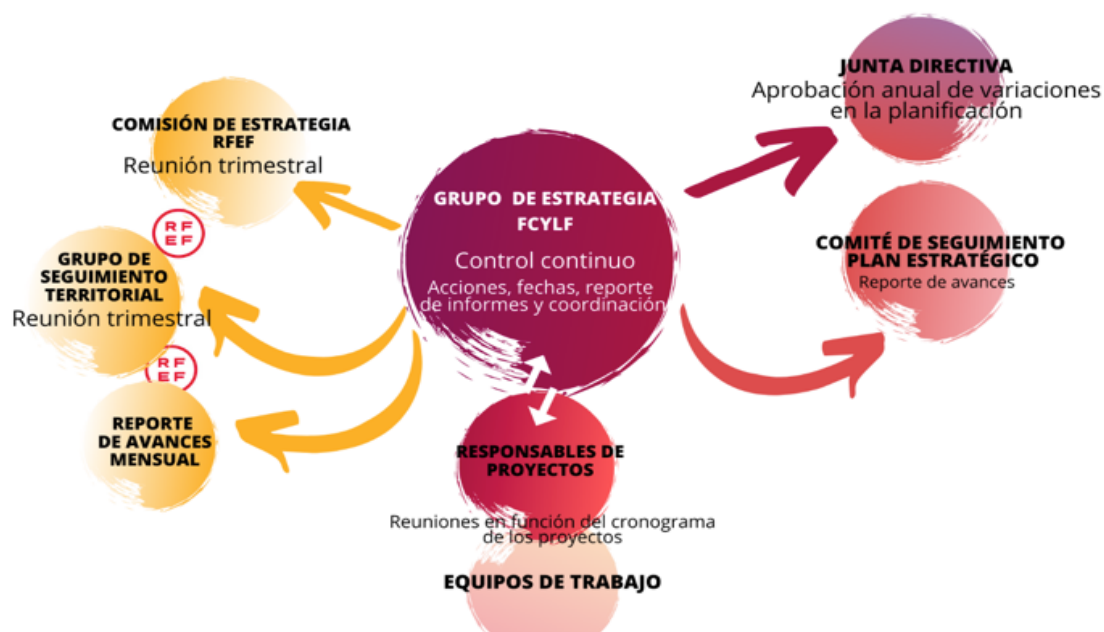 JUNTA DIRECTIVA
Aprobación anual de variaciones
en la planificación
COMISIÓN DE ESTRATEGIA
RFEF
Reunión trimestral
GRUPO DE ESTRATEGIA
FCYLF
Control continuo
Acciones, fechas, reporte
de informes y coordinación
RF
EF
GRUPO DE
SEGUIMIENTO
TERRITORIAL
Reunión trimestral
COMITÉ DE SEGUIMIENTO
PLAN ESTRATÉGICO
Reporte de avances
RF
EF
REPORTE
DE AVANCES
MENSUAL
RESPONSABLES DE
PROYECTOS
Reuniones en función del cronograma
de los proyectos
EQUIPOS DE TRABAJO